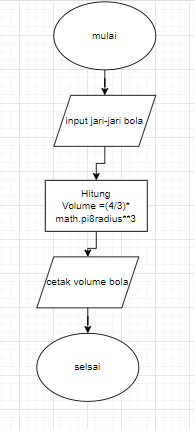 mulai
input jari-jari bola
Hitung
Volume =(4/3)*
math.pi8radius**3
cetak volume bola
selsai